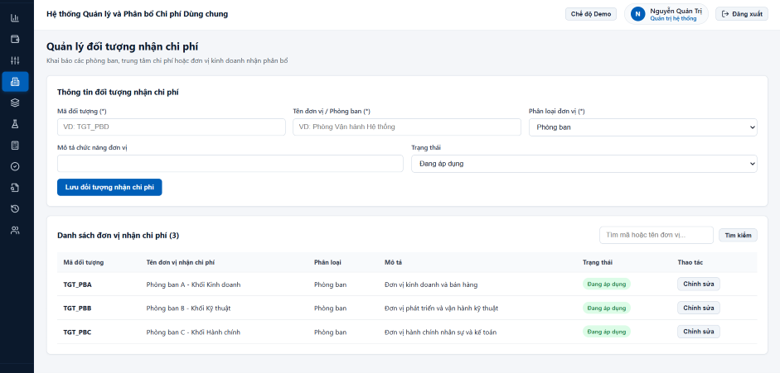 Hệ thống Quản lý và Phân bổ Chi phí Dùng chung
Chế độ Demo
N
Nguyễn Quản Trị
Quản trị hệ thống
Đăng xuất
Quản lý đối tượng nhận chi phí
Khai báo các phòng ban, trung tâm chi phí hoặc đơn vị kinh doanh nhận phân bổ
Thông tin đối tượng nhận chi phí
Mã đối tượng (*)
Tên đơn vị / Phòng ban (*)
Phân loại đơn vị (*)
VD: TGT_PBD
VD: Phòng Vận hành Hệ thống
Phòng ban
Mô tả chức năng đơn vị
Trạng thái
Đang áp dụng
Lưu đối tượng nhận chi phí
Danh sách đơn vị nhận chi phí (3)
Tìm mã hoặc tên đơn vị...
Tìm kiếm
Mã đối tượng Tên đơn vị nhận chi phí Phân loại Mô tả Trạng thái Thao tác
TGT_PBA Phòng ban A - Khối Kinh doanh Phòng ban Đơn vị kinh doanh và bán hàng Đang áp dụng Chỉnh sửa
TGT_PBB Phòng ban B - Khối Kỹ thuật Phòng ban Đơn vị phát triển và vận hành kỹ thuật Đang áp dụng Chỉnh sửa
TGT_PBC Phòng ban C - Khối Hành chính Phòng ban Đơn vị hành chính nhân sự và kế toán Đang áp dụng Chỉnh sửa